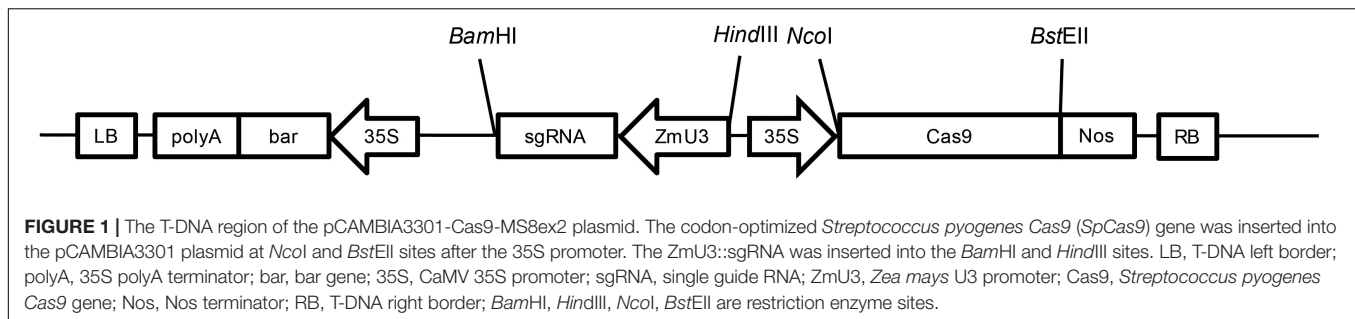 BamHI HindIII NcoI BstEII
LB polyA bar 35S sgRNA ZmU3 35S Cas9 Nos RB
FIGURE 1 | The T-DNA region of the pCAMBIA3301-Cas9-MS8ex2 plasmid. The codon-optimized Streptococcus pyogenes Cas9 (SpCas9) gene was inserted into
the pCAMBIA3301 plasmid at NcoI and BstEII sites after the 35S promoter. The ZmU3::sgRNA was inserted into the BamHI and HindIII sites. LB, T-DNA left border;
polyA, 35S polyA terminator; bar, bar gene; 35S, CaMV 35S promoter; sgRNA, single guide RNA; ZmU3, Zea mays U3 promoter; Cas9, Streptococcus pyogenes
Cas9 gene; Nos, Nos terminator; RB, T-DNA right border; BamHI, HindIII, NcoI, BstEII are restriction enzyme sites.